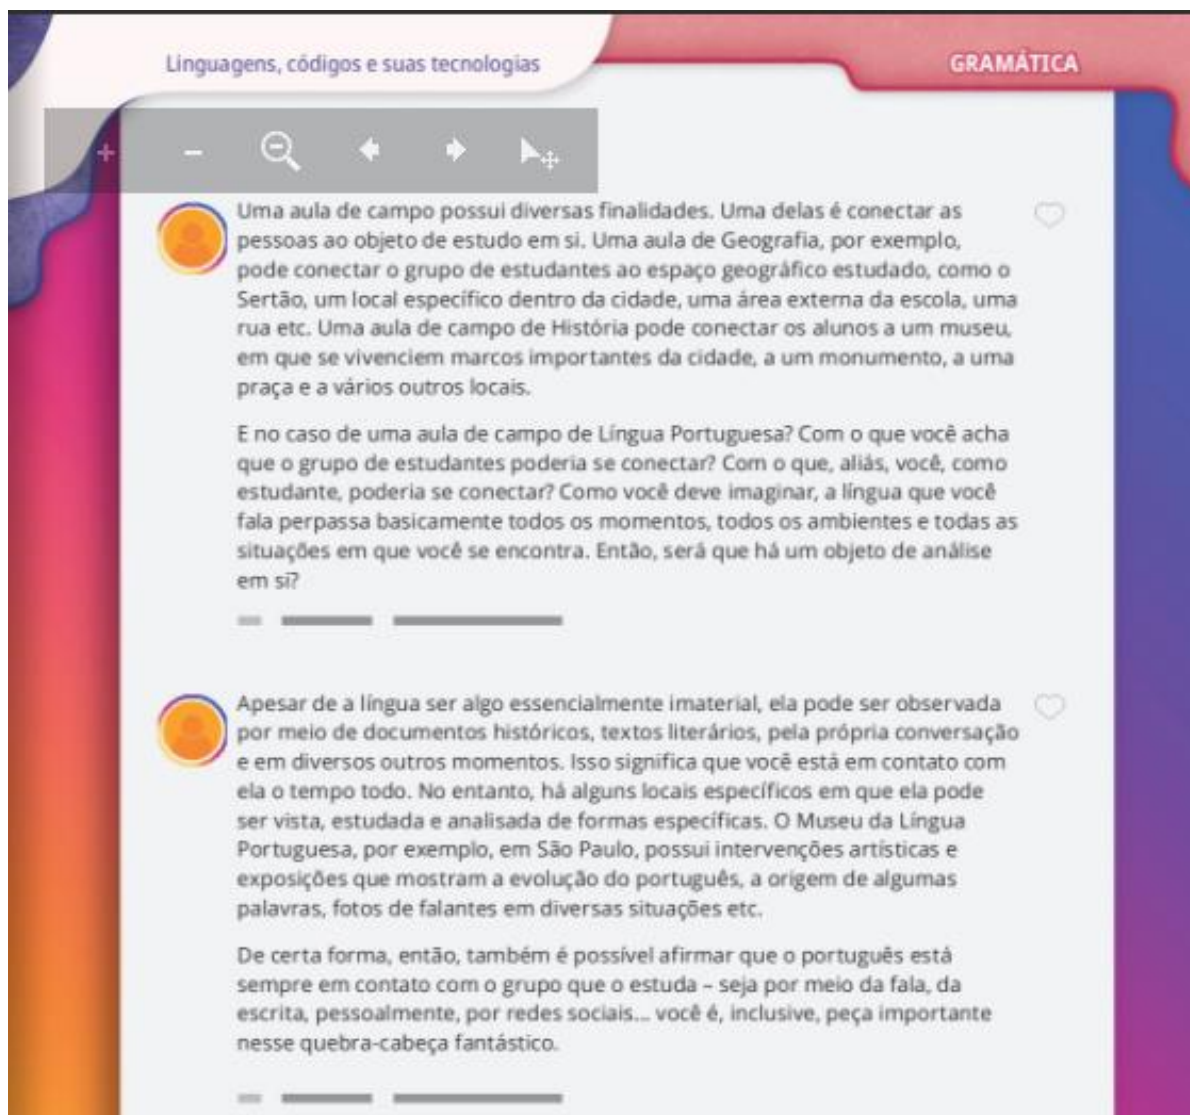 Linguagens, códigos e suas tecnologias
GRAMÁTICA
Uma aula de campo possui diversas finalidades. Uma delas é conectar as
pessoas ao objeto de estudo em si. Uma aula de Geografia, por exemplo,
pode conectar o grupo de estudantes ao espaço geográfico estudado, como o
Sertão, um local específico dentro da cidade, uma área externa da escola, uma
rua etc. Uma aula de campo de História pode conectar os alunos a um museu,
em que se vivenciem marcos importantes da cidade, a um monumento, a uma
praça e a vários outros locais.
E no caso de uma aula de campo de Língua Portuguesa? Com o que você acha
que o grupo de estudantes poderia se conectar? Com o que, aliás, você, como
estudante, poderia se conectar? Como você deve imaginar, a língua que você
fala perpassa basicamente todos os momentos, todos os ambientes e todas as
situações em que você se encontra. Então, será que há um objeto de análise
em si?
Apesar de a língua ser algo essencialmente imaterial, ela pode ser observada
por meio de documentos históricos, textos literários, pela própria conversação
e em diversos outros momentos. Isso significa que você está em contato com
ela o tempo todo. No entanto, há alguns locais específicos em que ela pode
ser vista, estudada e analisada de formas específicas. O Museu da Língua
Portuguesa, por exemplo, em São Paulo, possui intervenções artísticas e
exposições que mostram a evolução do português, a origem de algumas
palavras, fotos de falantes em diversas situações etc.
De certa forma, então, também é possível afirmar que o português está
sempre em contato com o grupo que o estuda – seja por meio da fala, da
escrita, pessoalmente, por redes sociais... você é, inclusive, peça importante
nesse quebra-cabeça fantástico.